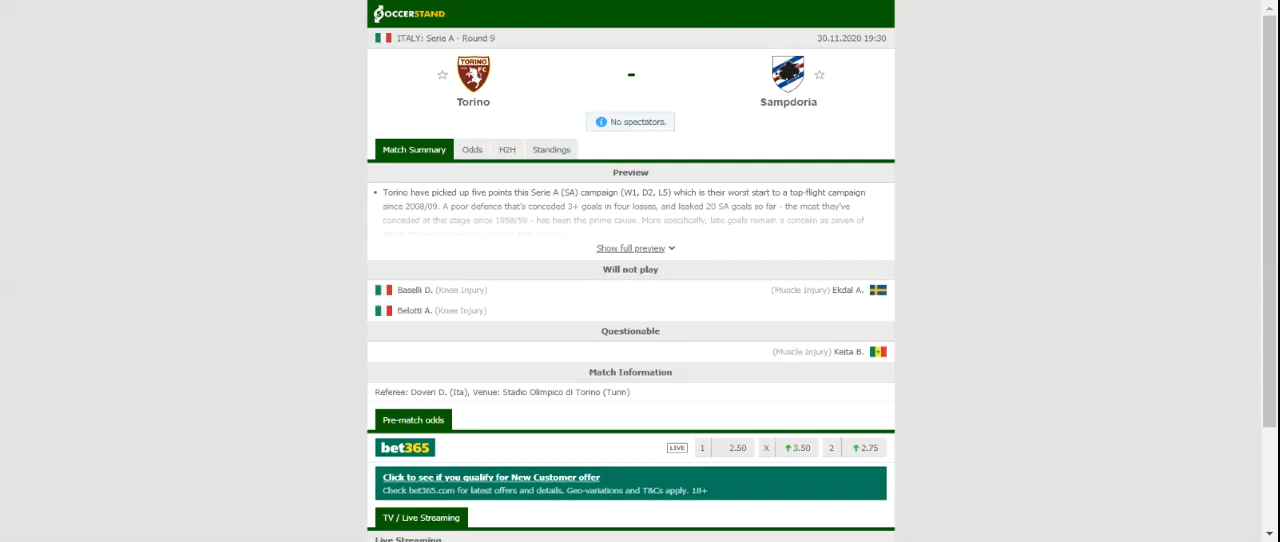 SOCCERSTAND
ITALY: Serie A - Round 9 30.11.2020 19:30
TORINO FC
-
Torino Sampdoria
No spectators.
Match Summary Odds H2H Standings
Preview
• Torino have picked up five points this Serie A (SA) campaign (W1, D2, L5) which is their worst start to a top-flight campaign
since 2008/09. A poor defence that's conceded 3+ goals in four losses, and leaked 20 SA goals so far - the most they've
conceded at this stage since 1958/59 - has been the prime cause. More specifically, late goals remain a concern as seven of
Show full preview
Will not play
Baselli D. (Knee Injury) (Muscle Injury) Ekdal A.
Belotti A. (Knee Injury)
Questionable
(Muscle Injury) Keita B.
Match Information
Referee: Doveri D. (Ita), Venue: Stadio Olimpico di Torino (Turin)
Pre-match odds
bet365 LIVE 1 2.50 X 3.50 2 2.75
Click to see if you qualify for New Customer offer
Check bet365.com for latest offers and details. Geo-variations and T&Cs apply. 18+
TV / Live Streaming
Live Streaming